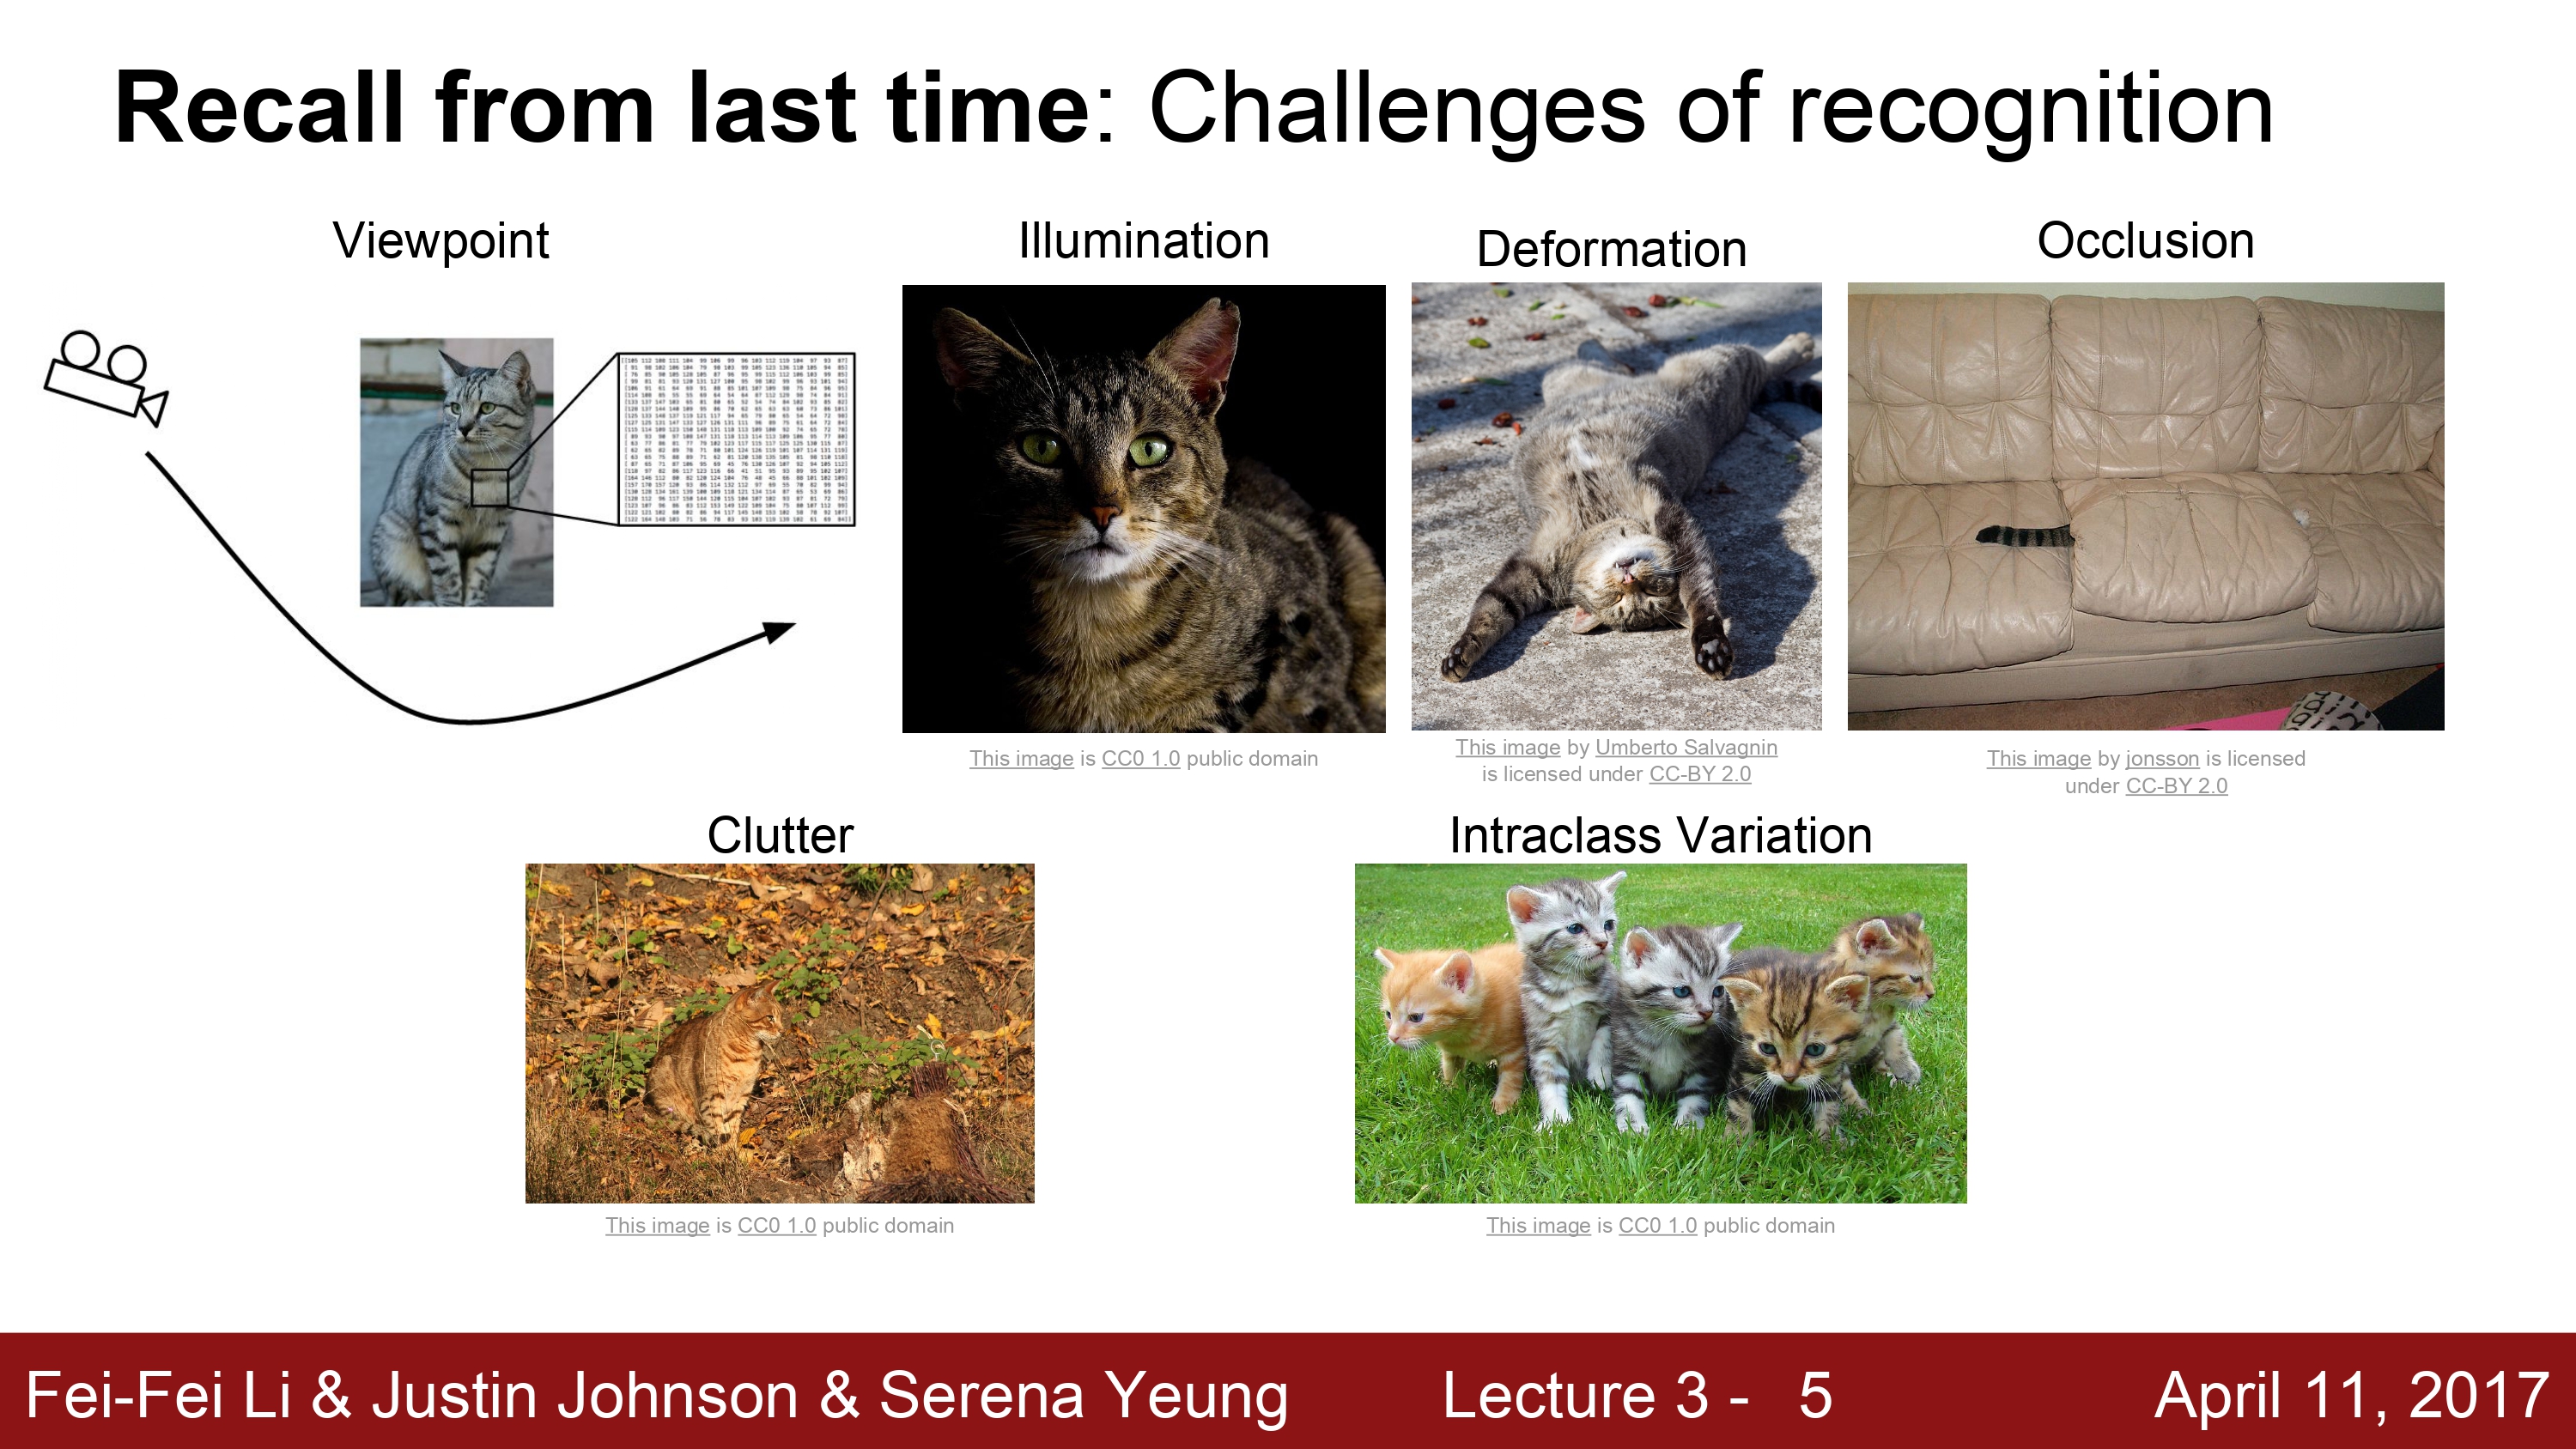 Recall from last time: Challenges of recognition
Viewpoint
Illumination
Deformation
Occlusion
This image is CC0 1.0 public domain
This image by Umberto Salvagnin
is licensed under CC-BY 2.0
This image by jonsson is licensed
under CC-BY 2.0
Clutter
Intraclass Variation
This image is CC0 1.0 public domain
This image is CC0 1.0 public domain
Fei-Fei Li & Justin Johnson & Serena Yeung
Lecture 3 - 5
April 11, 2017